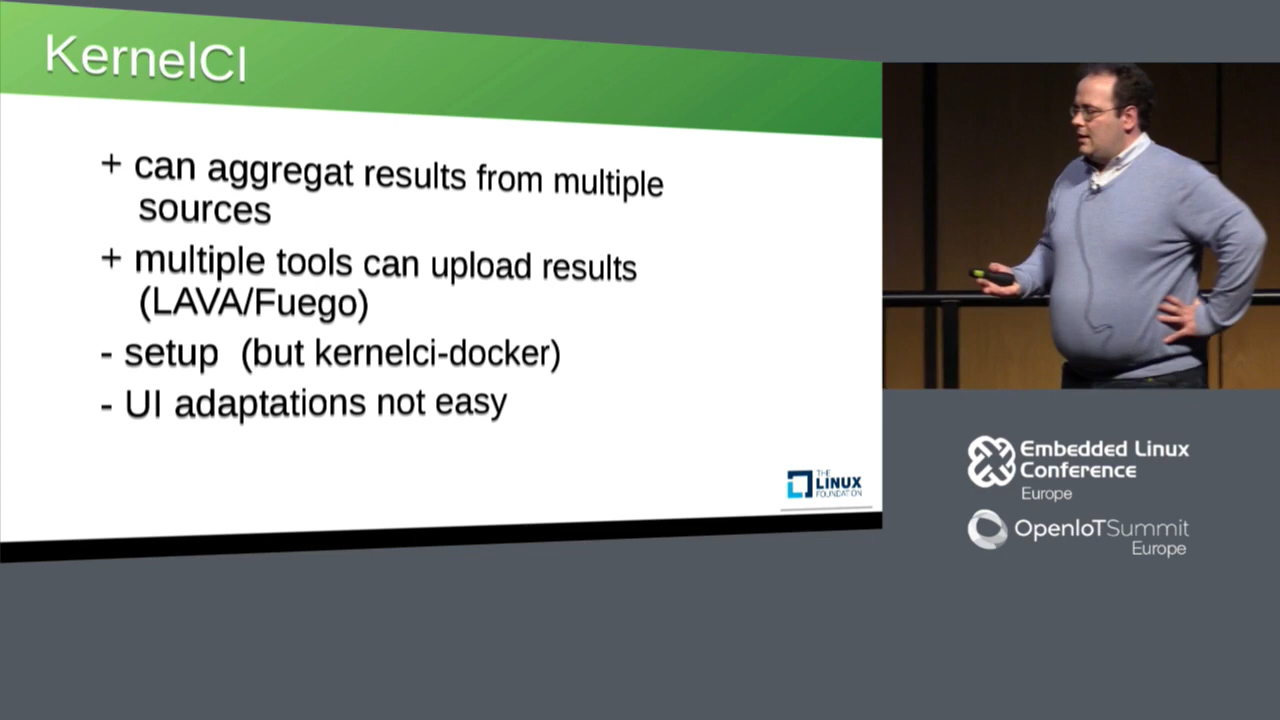 KernelCI
+ can aggregat results from multiple
sources
+ multiple tools can upload results
(LAVA/Fuego)
- setup (but kernelci-docker)
- UI adaptations not easy
THE
LINUX
FOUNDATION
Embedded Linux
Conference
Europe
OpenIoTSummit
Europe